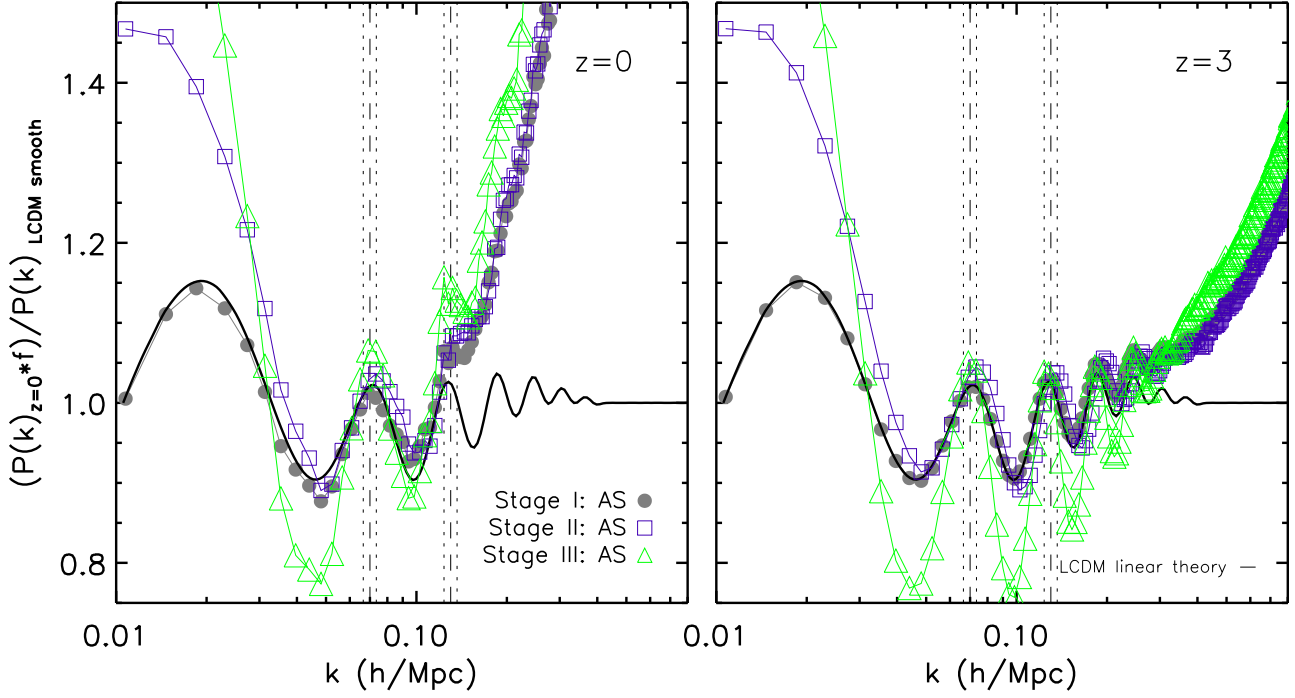 (P(k)z=0*f)/P(k) LCDM smooth
1.4
1.2
1.0
0.8
z=0
Stage I: AS
Stage II: AS
Stage III: AS
0.01
0.10
k (h/Mpc)
z=3
LCDM linear theory
0.01
0.10
k (h/Mpc)